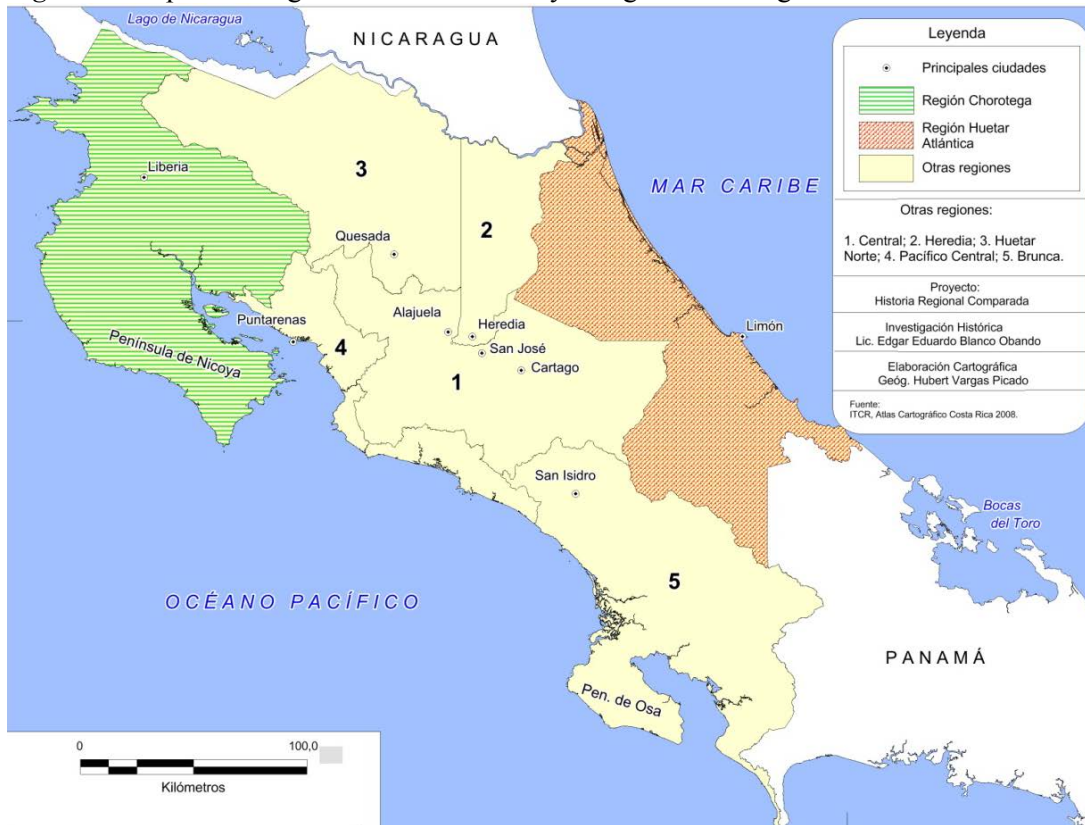 Lago de Nicaragua
NICARAGUA
MAR CARIBE
Liberia
3
2
Quesada
Alajuela
Heredia
San José
Cartago
Puntarenas
4
1
Península de Nicoya
Limón
San Isidro
5
Bocas
del Toro
OCÉANO PACÍFICO
PANAMÁ
Pen. de Osa
0 100,0
Kilómetros
Leyenda
Principales ciudades
Región Chorotega
Región Huetar
Atlántica
Otras regiones
Otras regiones:
1. Central; 2. Heredia; 3. Huetar
Norte; 4. Pacífico Central; 5. Brunca.
Proyecto:
Historia Regional Comparada
Investigación Histórica
Lic. Edgar Eduardo Blanco Obando
Elaboración Cartográfica
Geóg. Hubert Vargas Picado
Fuente:
ITCR, Atlas Cartográfico Costa Rica 2008.